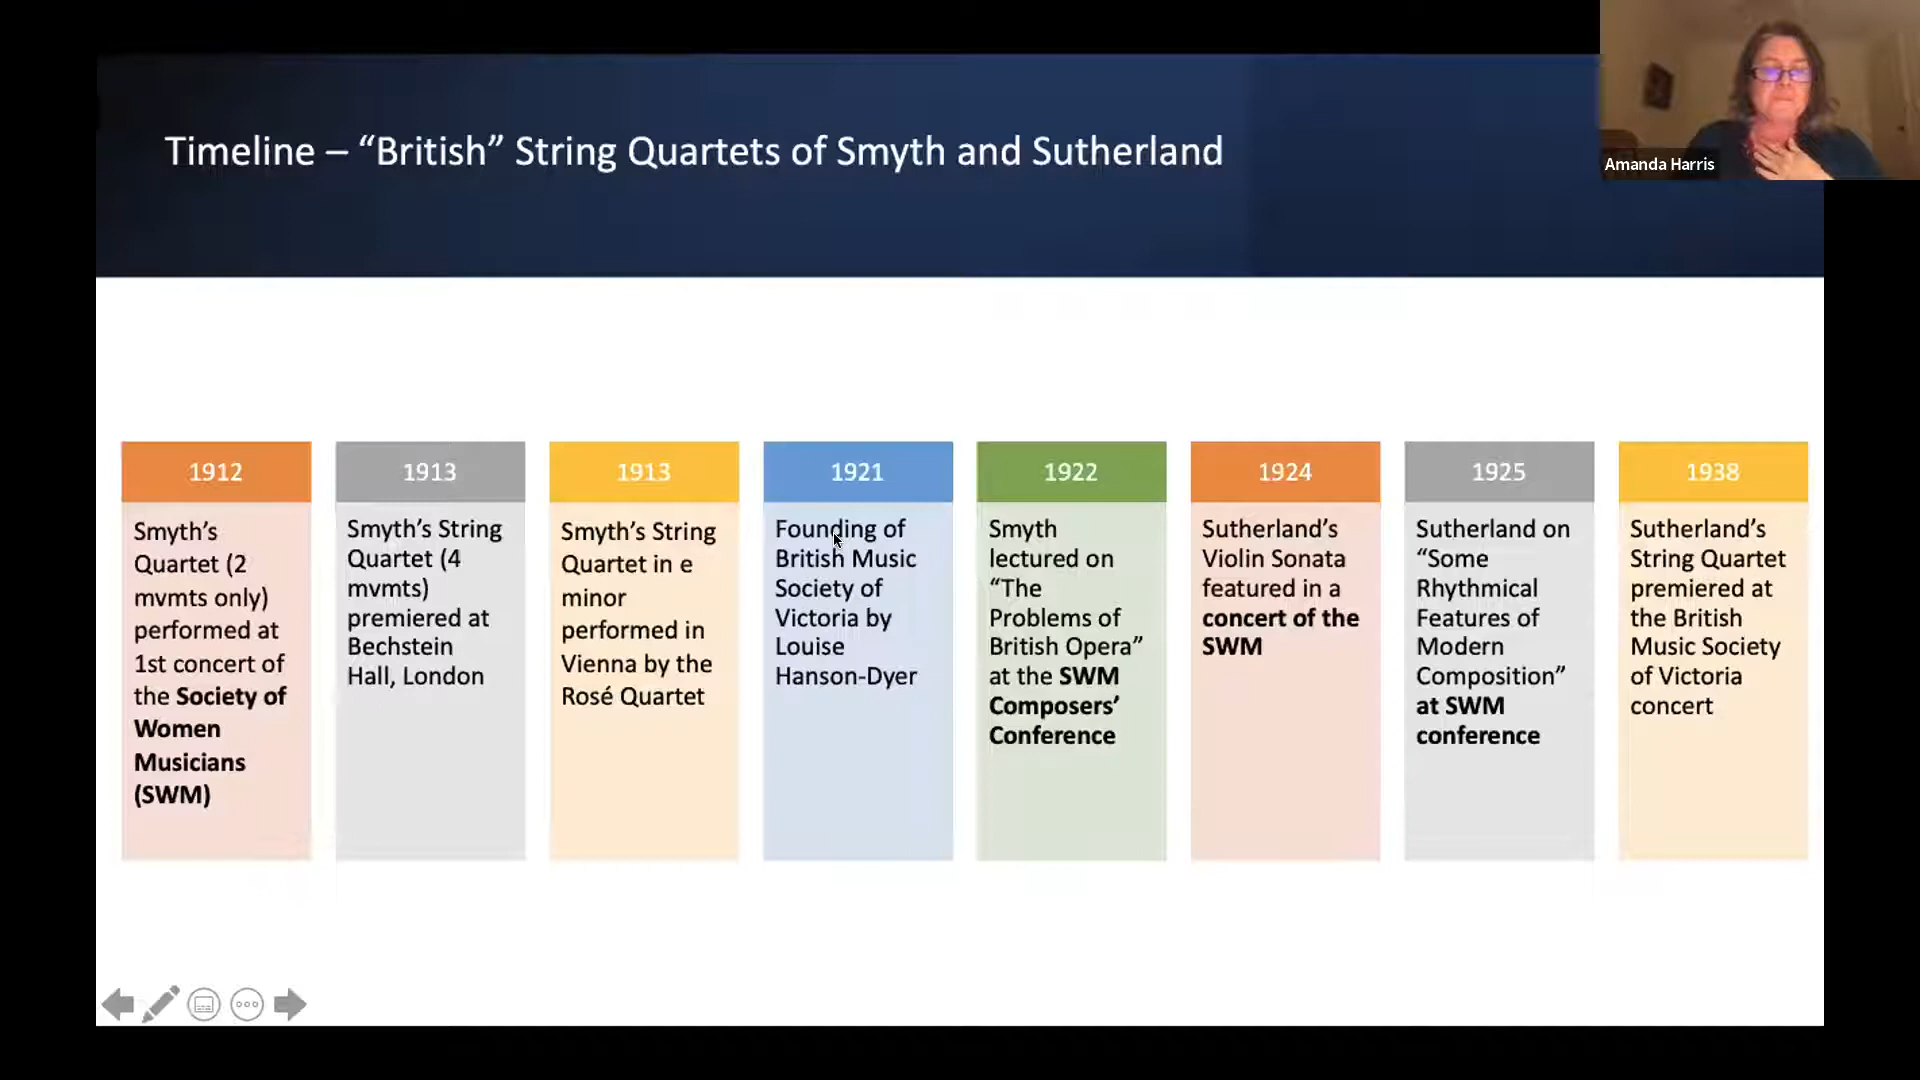 Timeline – “British” String Quartets of Smyth and Sutherland
Amanda Harris
1912
Smyth’s
Quartet (2
mvmts only)
performed at
1st concert of
the Society of
Women
Musicians
(SWM)
1913
Smyth’s String
Quartet (4
mvmts)
premiered at
Bechstein
Hall, London
1913
Smyth’s String
Quartet in e
minor
performed in
Vienna by the
Rosé Quartet
1921
Founding of
British Music
Society of
Victoria by
Louise
Hanson-Dyer
1922
Smyth
lectured on
“The
Problems of
British Opera”
at the SWM
Composers’
Conference
1924
Sutherland’s
Violin Sonata
featured in a
concert of the
SWM
1925
Sutherland on
“Some
Rhythmical
Features of
Modern
Composition”
at SWM
conference
1938
Sutherland’s
String Quartet
premiered at
the British
Music Society
of Victoria
concert